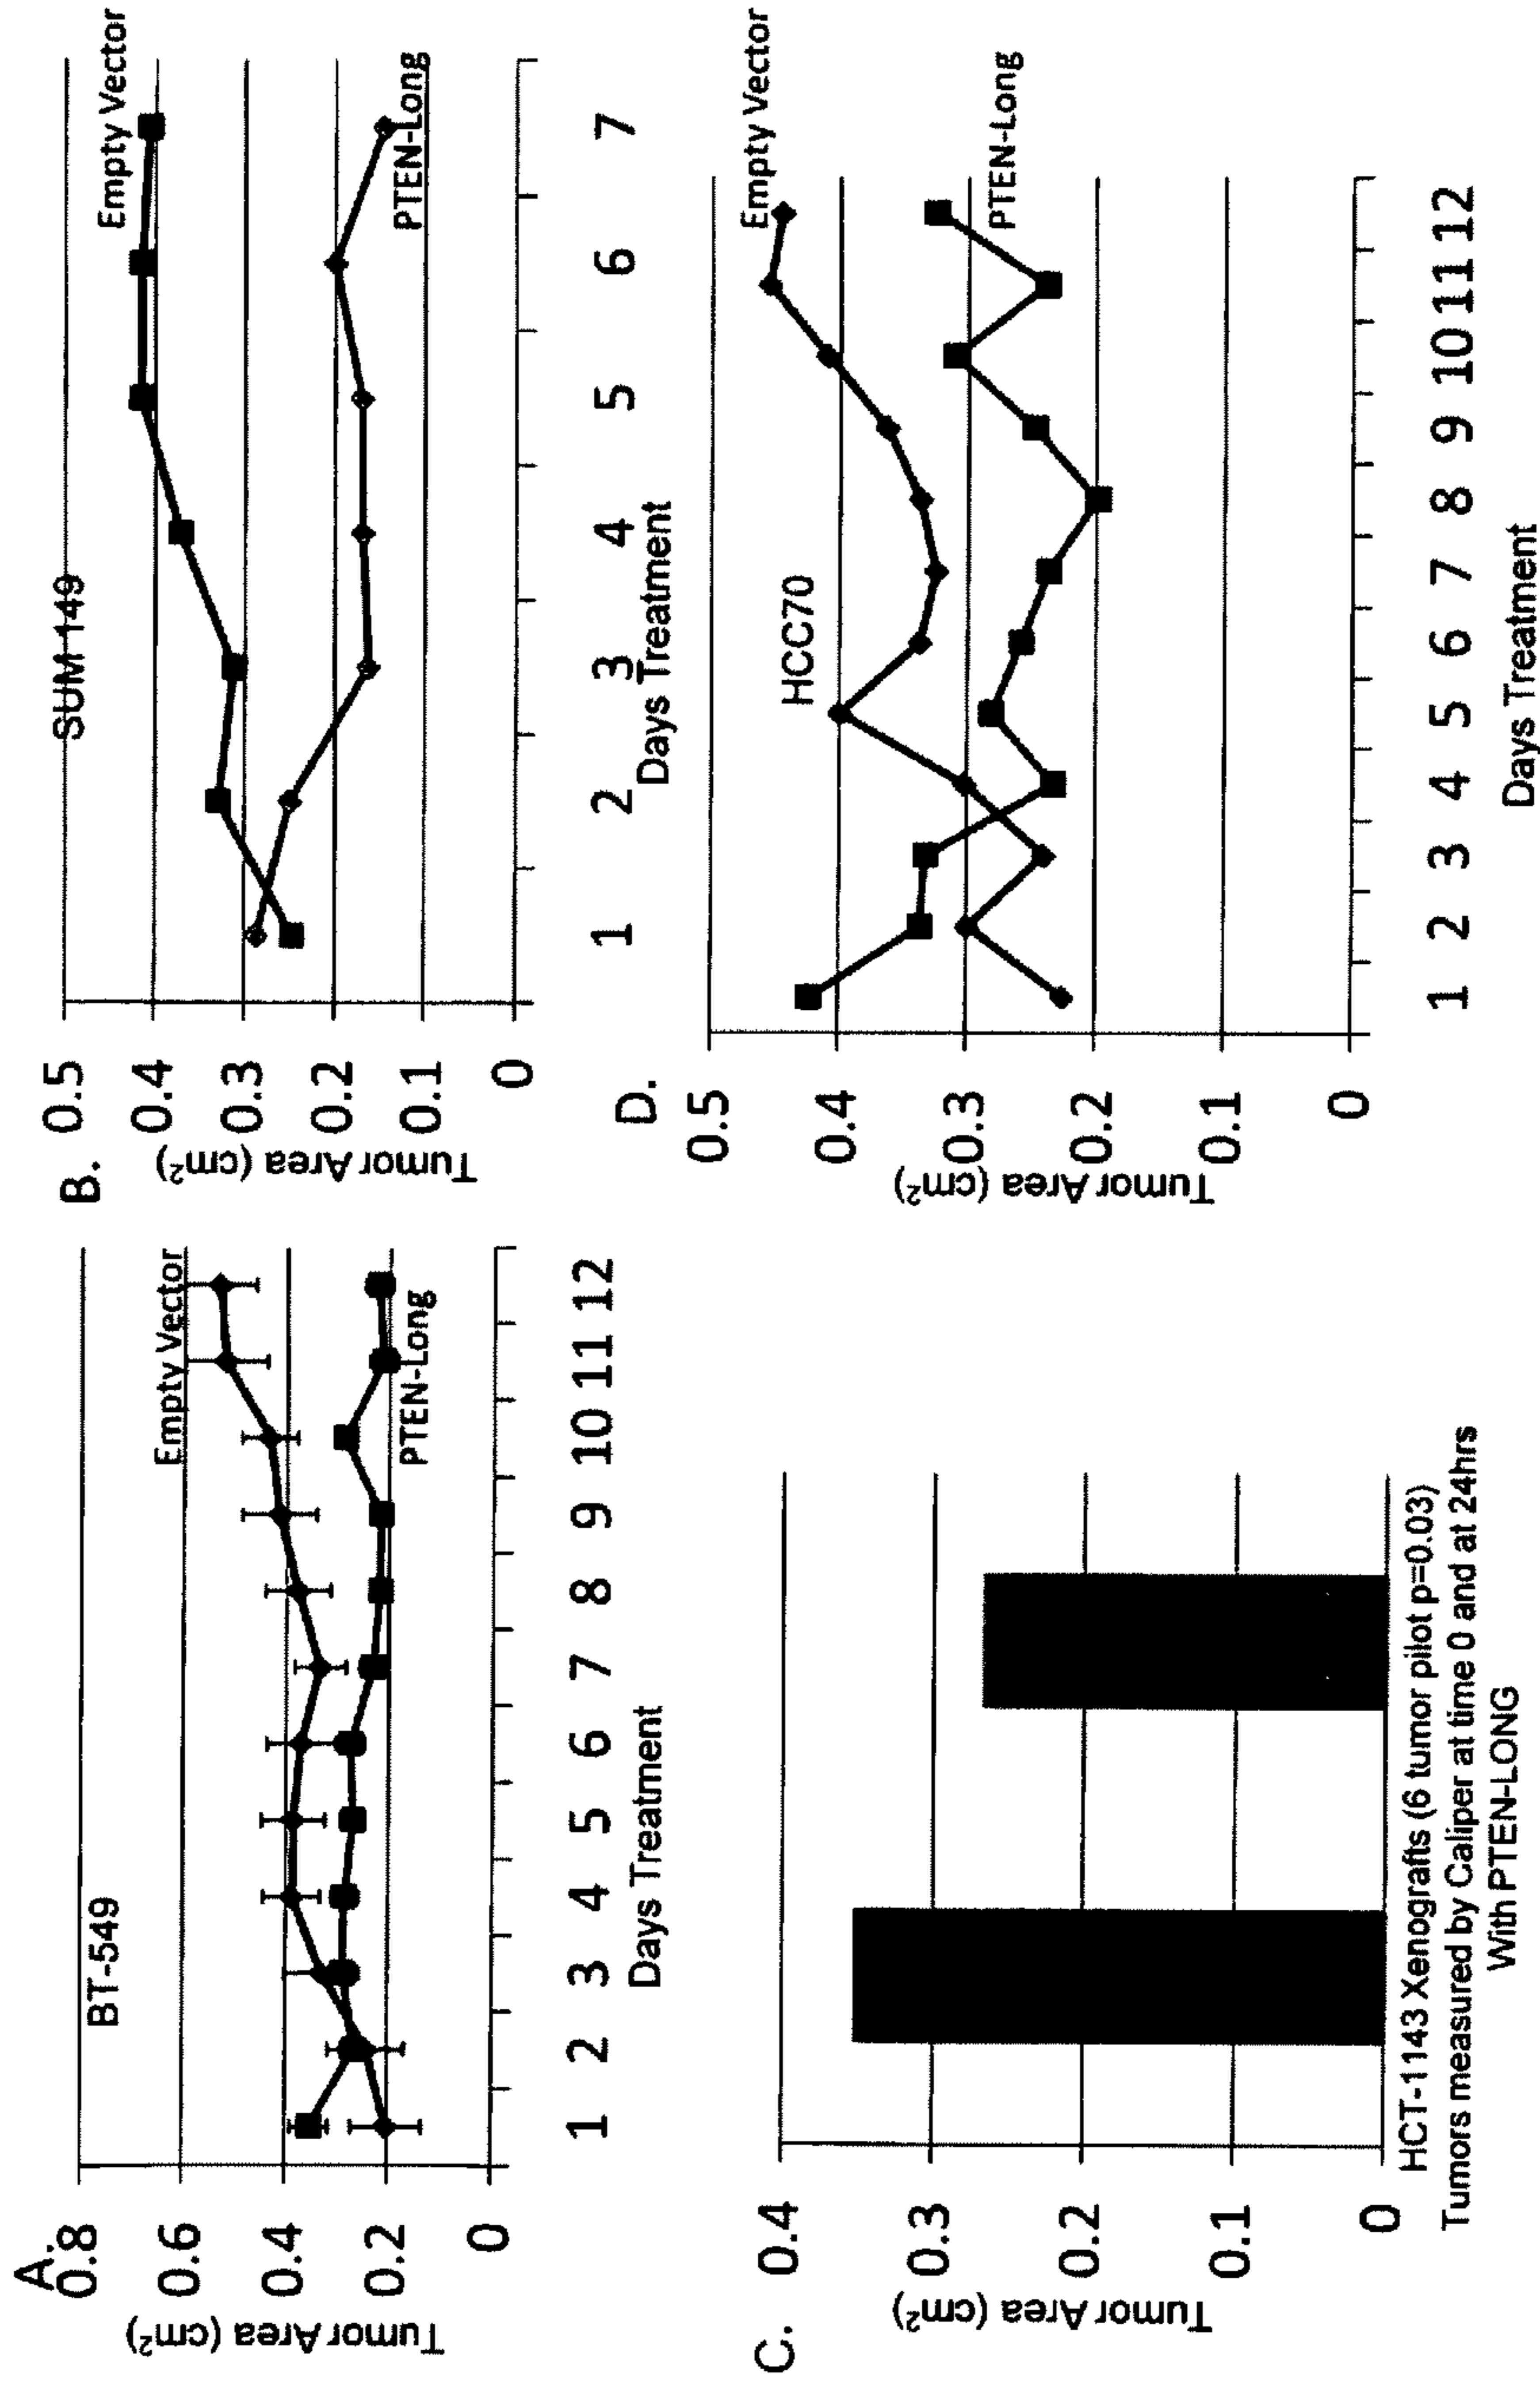 A.
BT-549
0.8
0.6
0.4
0.2
0
Tumor Area (cm²)
Empty Vector
PTEN-Long
1 2 3 4 5 6 7 8 9 10 11 12
Days Treatment
B.
SUM 149
0.5
0.4
0.3
0.2
0.1
0
Tumor Area (cm²)
Empty Vector
PTEN-Long
1 2 3 4 5 6 7
Days Treatment
C.
0.4
0.3
0.2
0.1
0
Tumor Area (cm²)
HCT-1143 Xenografts (6 tumor pilot p=0.03)
Tumors measured by Caliper at time 0 and at 24hrs
With PTEN-LONG
D.
HCC70
0.5
0.4
0.3
0.2
0.1
0
Tumor Area (cm²)
Empty Vector
PTEN-Long
1 2 3 4 5 6 7 8 9 10 11 12
Days Treatment